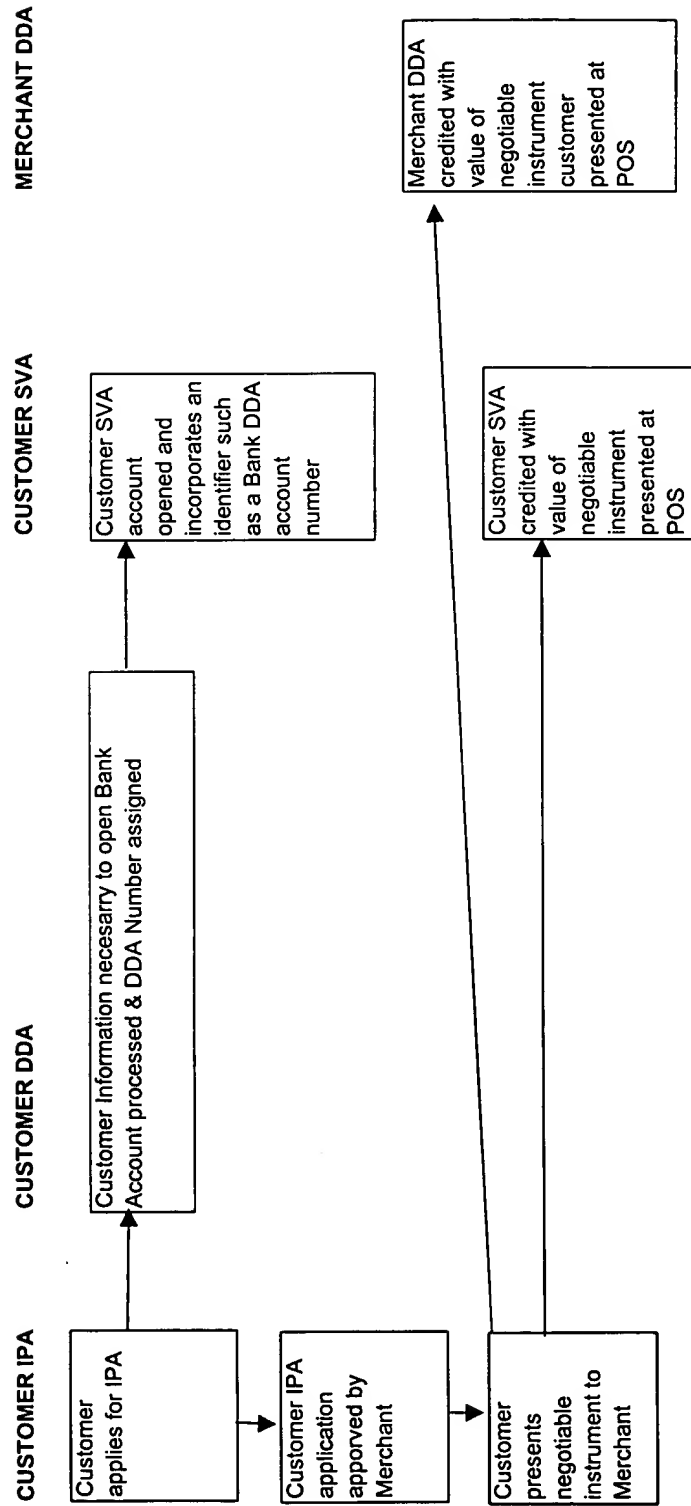 CUSTOMER IPA
CUSTOMER DDA
CUSTOMER SVA
MERCHANT DDA
Customer
applies for IPA
Customer Information necesarry to open Bank
Account processed & DDA Number assigned
Customer SVA
account
opened and
incorporates an
identifier such
as a Bank DDA
account
number
Customer IPA
application
apporved by
Merchant
Customer
presents
negotiable
instrument to
Merchant
Customer SVA
credited with
value of
negotiable
instrument
presented at
POS
Merchant DDA
credited with
value of
negotiable
instrument
customer
presented at
POS